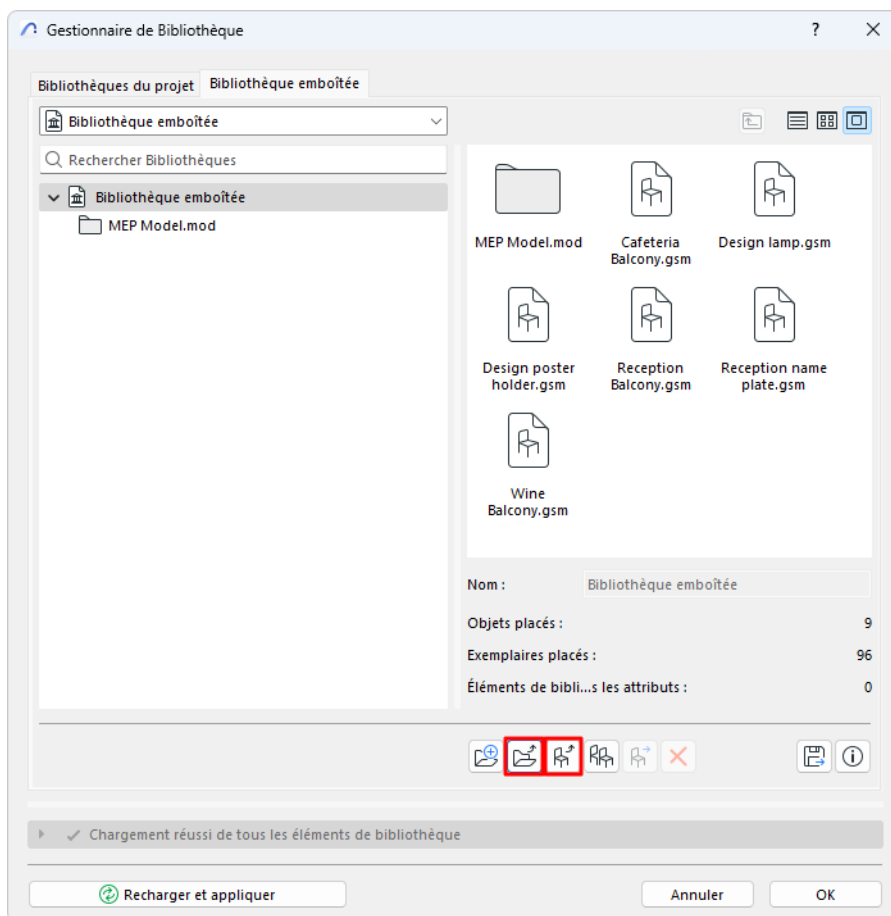 Gestionnaire de Bibliothèque
?
Bibliothèques du projet
Bibliothèque emboîtée
Bibliothèque emboîtée
Rechercher Bibliothèques
Bibliothèque emboîtée
MEP Model.mod
MEP Model.mod
Cafeteria
Balcony.gsm
Design lamp.gsm
Design poster
holder.gsm
Reception
Balcony.gsm
Reception name
plate.gsm
Wine
Balcony.gsm
Nom :
Bibliothèque emboîtée
Objets placés :
9
Exemplaires placés :
96
Éléments de bibli...s les attributs :
0
Chargement réussi de tous les éléments de bibliothèque
Recharger et appliquer
Annuler
OK